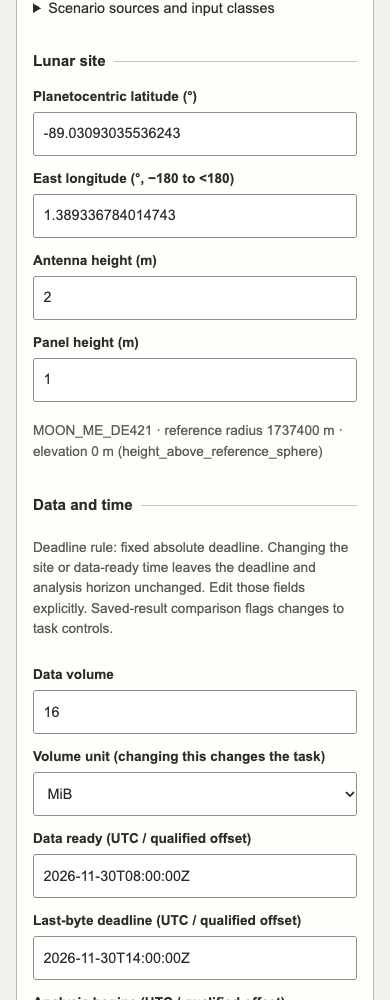 ▶ Scenario sources and input classes
Lunar site
Planetocentric latitude (°)
-89.03093035536243
East longitude (°, −180 to <180)
1.389336784014743
Antenna height (m)
2
Panel height (m)
1
MOON_ME_DE421 · reference radius 1737400 m ·
elevation 0 m (height_above_reference_sphere)
Data and time
Deadline rule: fixed absolute deadline. Changing the
site or data-ready time leaves the deadline and
analysis horizon unchanged. Edit those fields
explicitly. Saved-result comparison flags changes to
task controls.
Data volume
16
Volume unit (changing this changes the task)
MiB
Data ready (UTC / qualified offset)
2026-11-30T08:00:00Z
Last-byte deadline (UTC / qualified offset)
2026-11-30T14:00:00Z
Analysis begins (UTC / qualified offset)